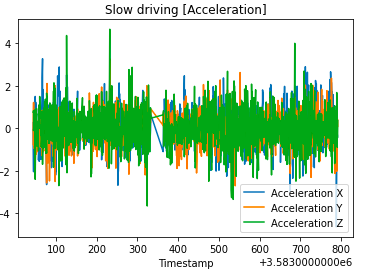 Slow driving [Acceleration]
4
2
0
−2
−4
Acceleration X
Acceleration Y
Acceleration Z
100 200 300 400 500 600 700 800
Timestamp
+3.5830000000e6